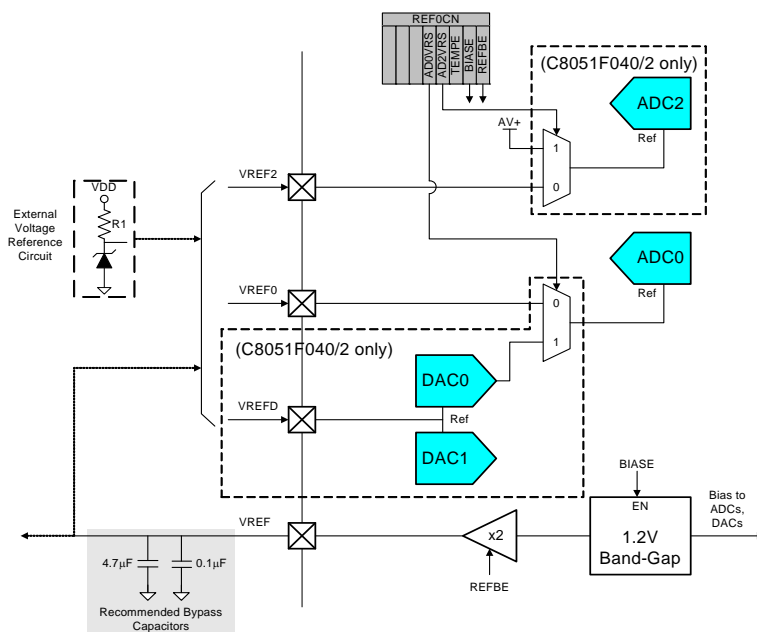 REF0CN
AD0VRS
AD2VRS
TEMPE
BIASE
REFBE
(C8051F040/2 only)
ADC2
AV+
Ref
1
0
VREF2
VDD
R1
External
Voltage
Reference
Circuit
ADC0
Ref
VREF0
0
1
(C8051F040/2 only)
DAC0
VREFD
Ref
DAC1
BIASE
Bias to
ADCs,
DACs
EN
VREF
x2
1.2V
Band-Gap
4.7µF
0.1µF
REFBE
Recommended Bypass
Capacitors